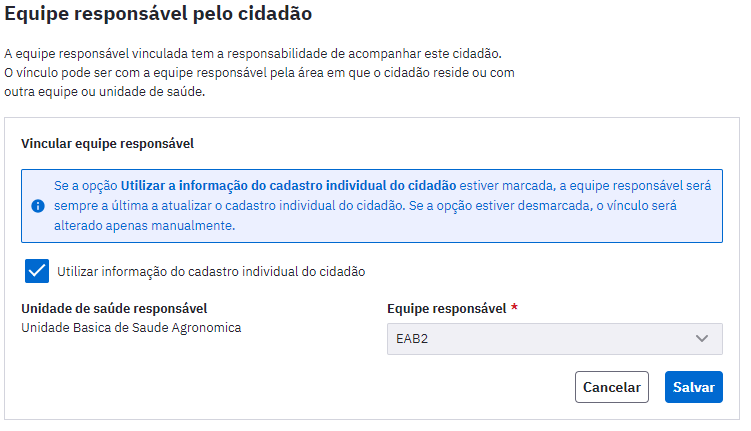 Equipe responsável pelo cidadão
A equipe responsável vinculada tem a responsabilidade de acompanhar este cidadão.
O vínculo pode ser com a equipe responsável pela área em que o cidadão reside ou com
outra equipe ou unidade de saúde.
Vincular equipe responsável
Se a opção Utilizar a informação do cadastro individual do cidadão estiver marcada, a equipe responsável será
sempre a última a atualizar o cadastro individual do cidadão. Se a opção estiver desmarcada, o vínculo será
alterado apenas manualmente.
Utilizar informação do cadastro individual do cidadão
Unidade de saúde responsável
Unidade Basica de Saude Agronomica
Equipe responsável *
EAB2
Cancelar
Salvar